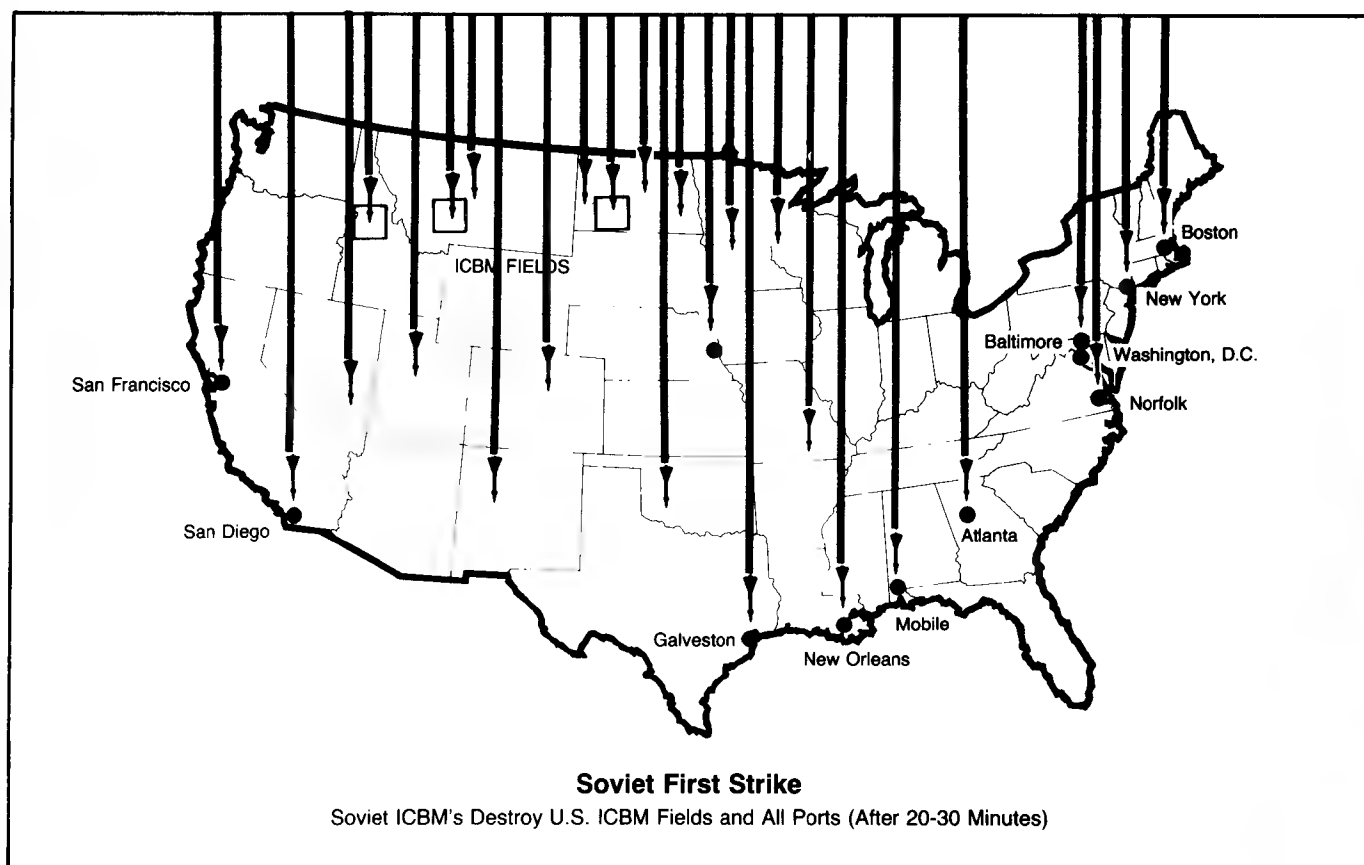 Boston
ICBM FIELDS
New York
Baltimore
Washington, D.C.
San Francisco
Norfolk
San Diego
Atlanta
Mobile
Galveston
New Orleans
Soviet First Strike
Soviet ICBM's Destroy U.S. ICBM Fields and All Ports (After 20-30 Minutes)